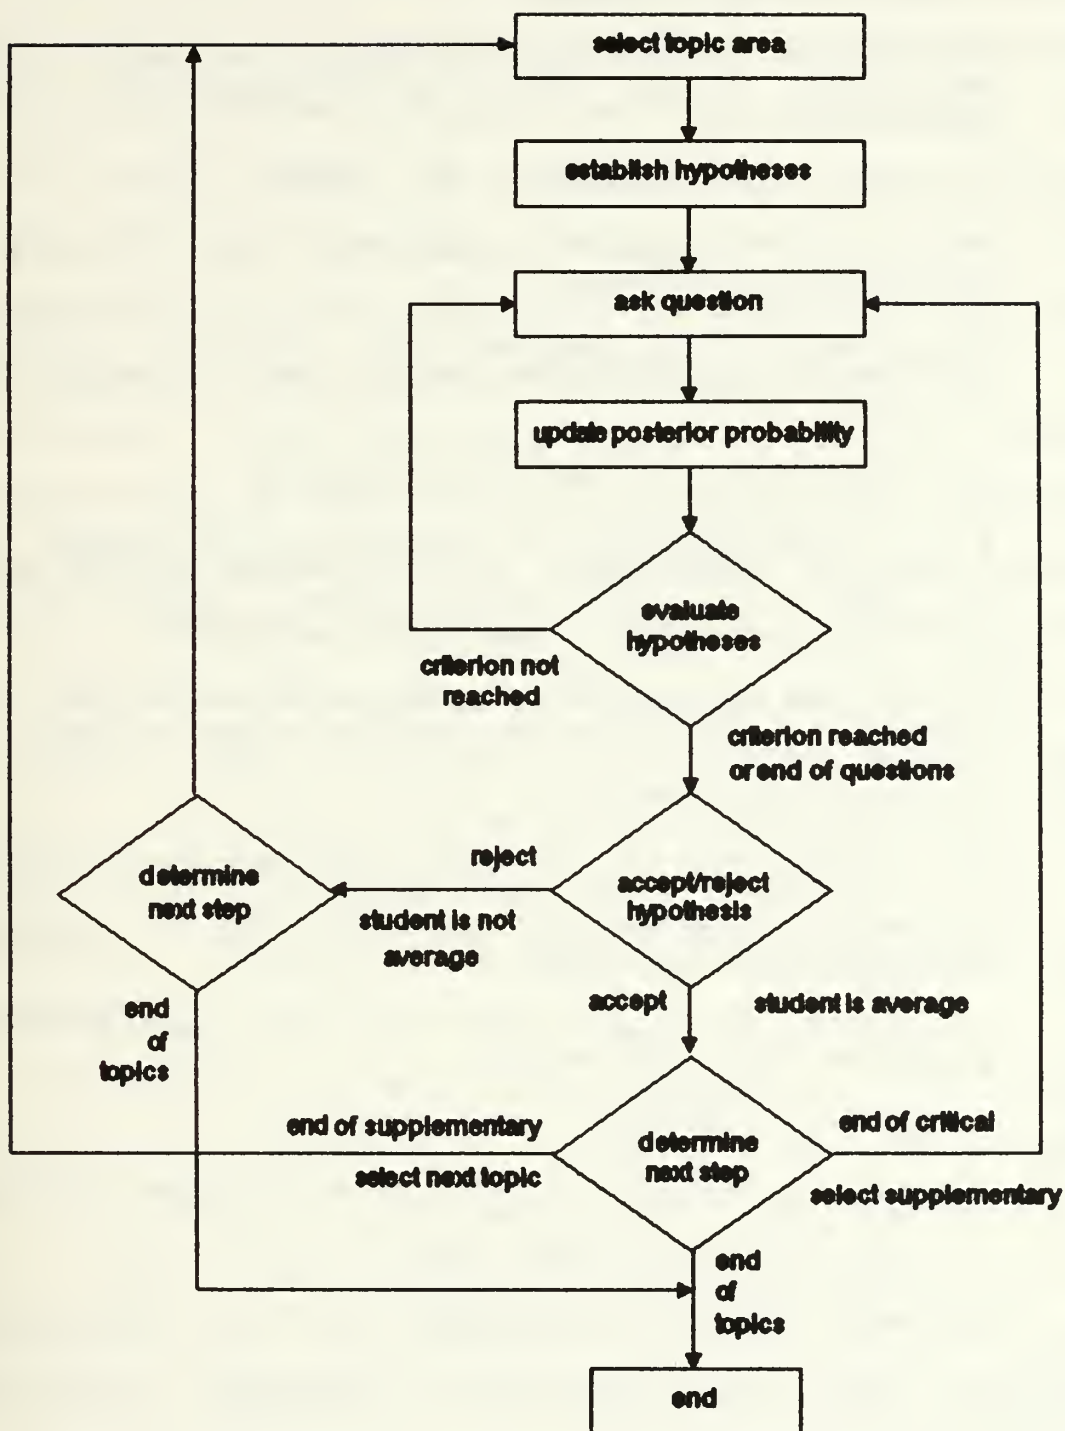 select topic area
establish hypotheses
ask question
update posterior probability
evaluate
hypotheses
criterion not
reached
criterion reached
or end of questions
determine
next step
reject
student is not
average
accept/reject
hypothesis
accept
student is average
end
of
topics
end of supplementary
select next topic
determine
next step
end of critical
select supplementary
end
of
topics
end